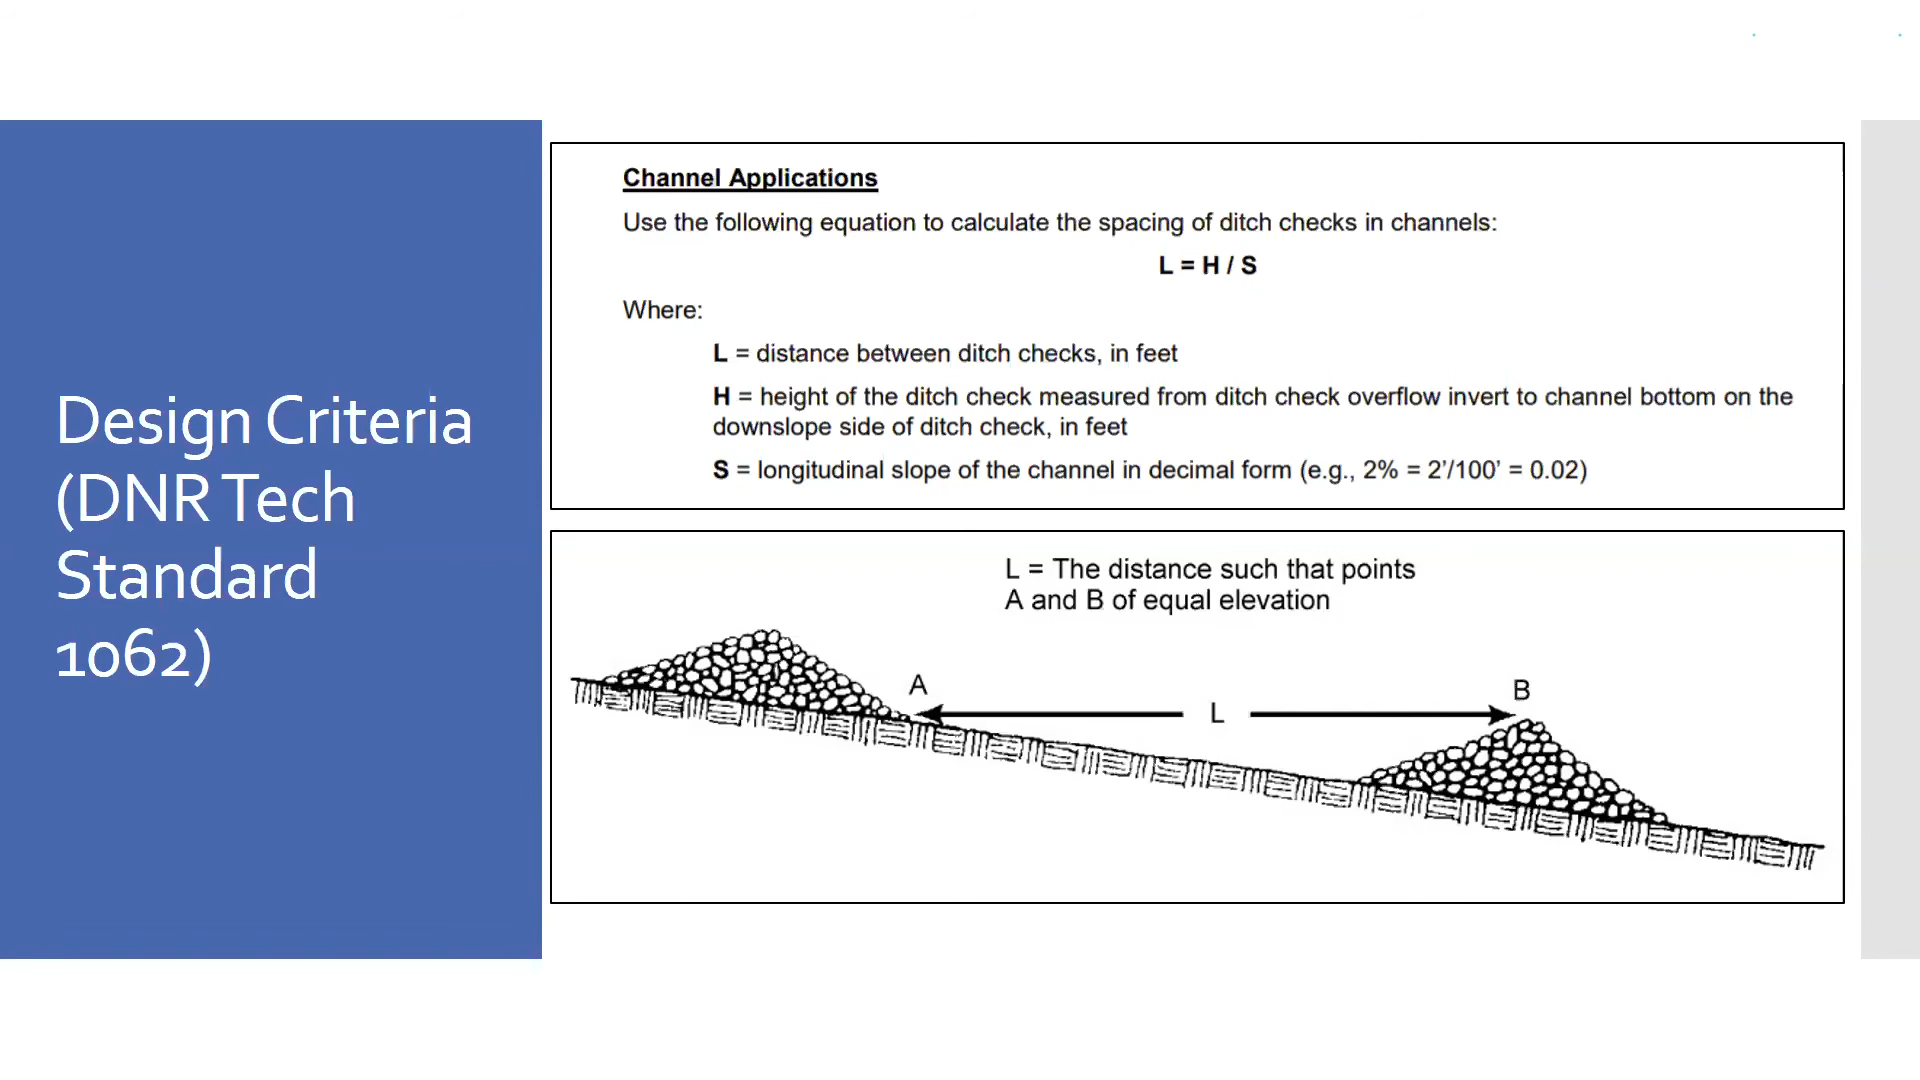 Design Criteria
(DNR Tech
Standard
1062)
Channel Applications
Use the following equation to calculate the spacing of ditch checks in channels:
L = H / S
Where:
L = distance between ditch checks, in feet
H = height of the ditch check measured from ditch check overflow invert to channel bottom on the
downslope side of ditch check, in feet
S = longitudinal slope of the channel in decimal form (e.g., 2% = 2’/100’ = 0.02)
L = The distance such that points
A and B of equal elevation
A
B
L